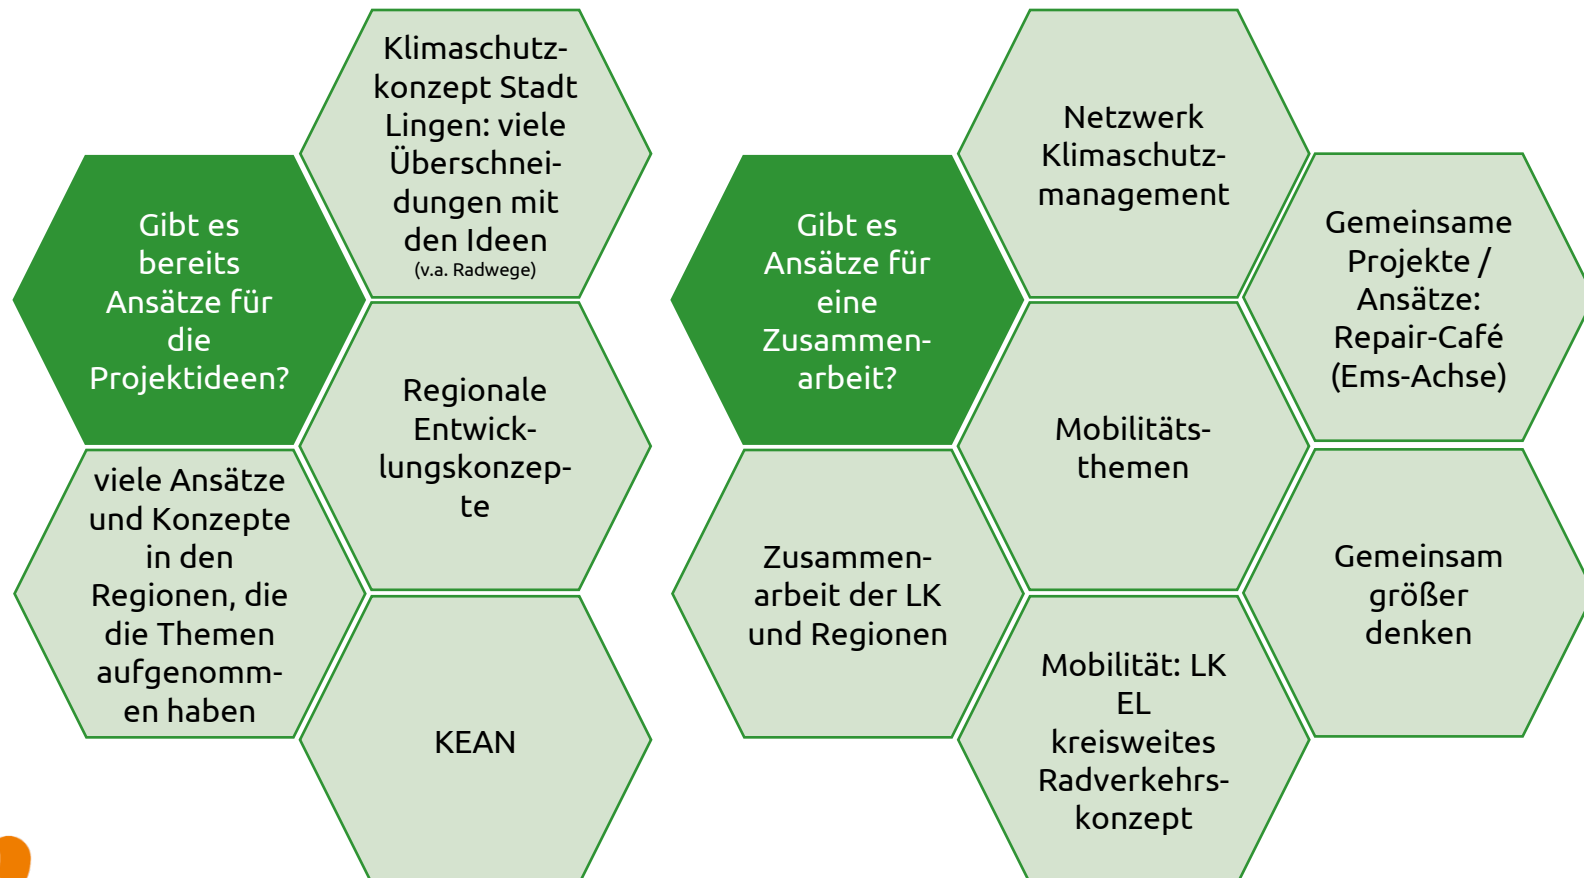 Gibt es
bereits
Ansätze für
die
Projektideen?
Klimaschutz-
konzept Stadt
Lingen: viele
Überschnei-
dungen mit
den Ideen
(v.a. Radwege)
Regionale
Entwick-
lungskonzep-
te
viele Ansätze
und Konzepte
in den
Regionen, die
die Themen
aufgenomm-
en haben
KEAN
Gibt es
Ansätze für
eine
Zusammen-
arbeit?
Netzwerk
Klimaschutz-
management
Gemeinsame
Projekte /
Ansätze:
Repair-Café
(Ems-Achse)
Mobilitäts-
themen
Zusammen-
arbeit der LK
und Regionen
Gemeinsam
größer
denken
Mobilität: LK
EL
kreisweites
Radverkehrs-
konzept